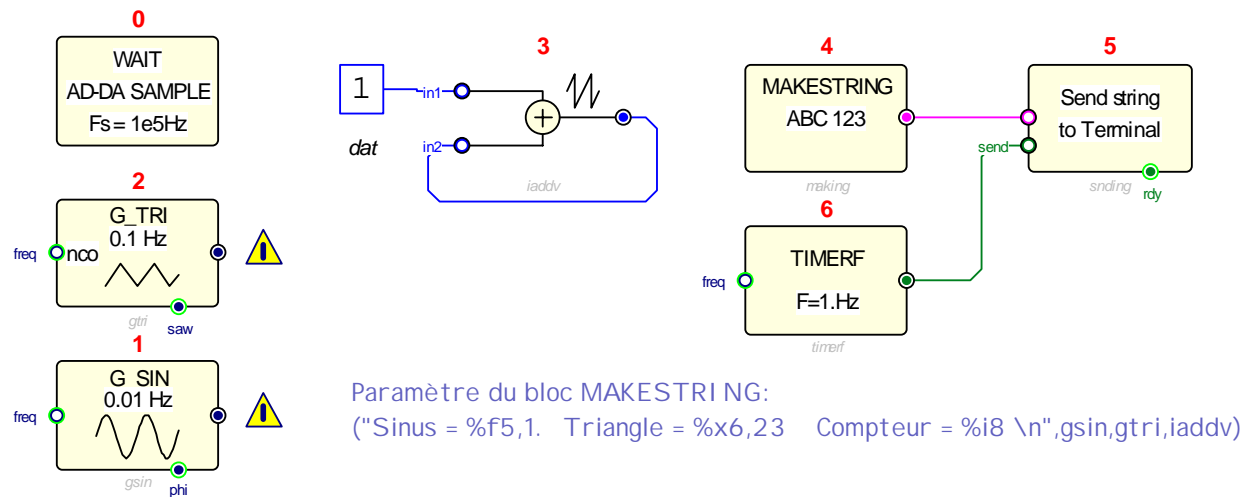 0
WAIT
AD-DA SAMPLE
Fs = 1e5Hz
2
G_TRI
0.1 Hz
freq
nco
gtri
saw
1
G_SIN
0.01 Hz
freq
gsin
phi
3
1
in1
+
dat
in2
iaddv
4
MAKESTRING
ABC 123
making
5
Send string
to Terminal
send
snding
rdy
6
TIMERF
freq
F=1.Hz
timerf
Paramètre du bloc MAKESTRING:
("Sinus = %f5,1. Triangle = %x6,23 Compteur = %i8 \n",gsin,gtri,iaddv)